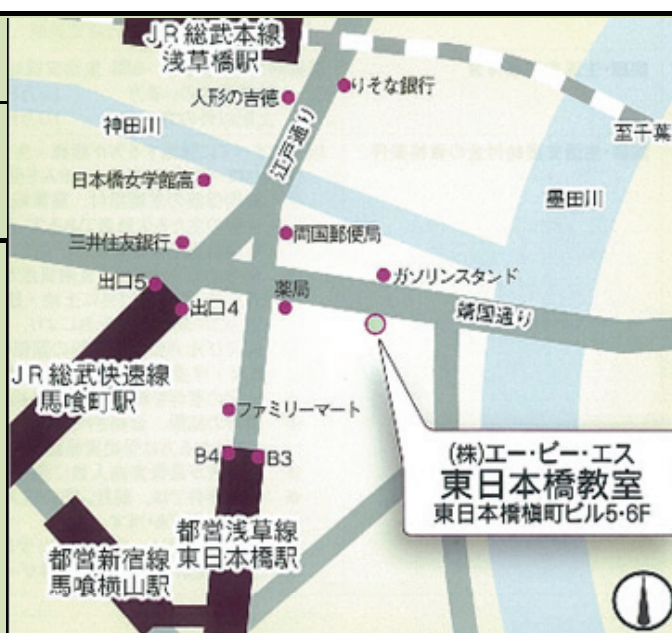 JR総武本線
浅草橋駅
人形の吉徳
りそな銀行
江戸通り
神田川
至千葉
日本橋女学館高
墨田川
三井住友銀行
両国郵便局
出口5
ガソリンスタンド
出口4
薬局
靖国通り
JR総武快速線
馬喰町駅
ファミリーマート
B4
B3
(株)エー・ピー・エス
東日本橋教室
東日本橋槇町ビル5・6F
都営浅草線
東日本橋駅
都営新宿線
馬喰横山駅